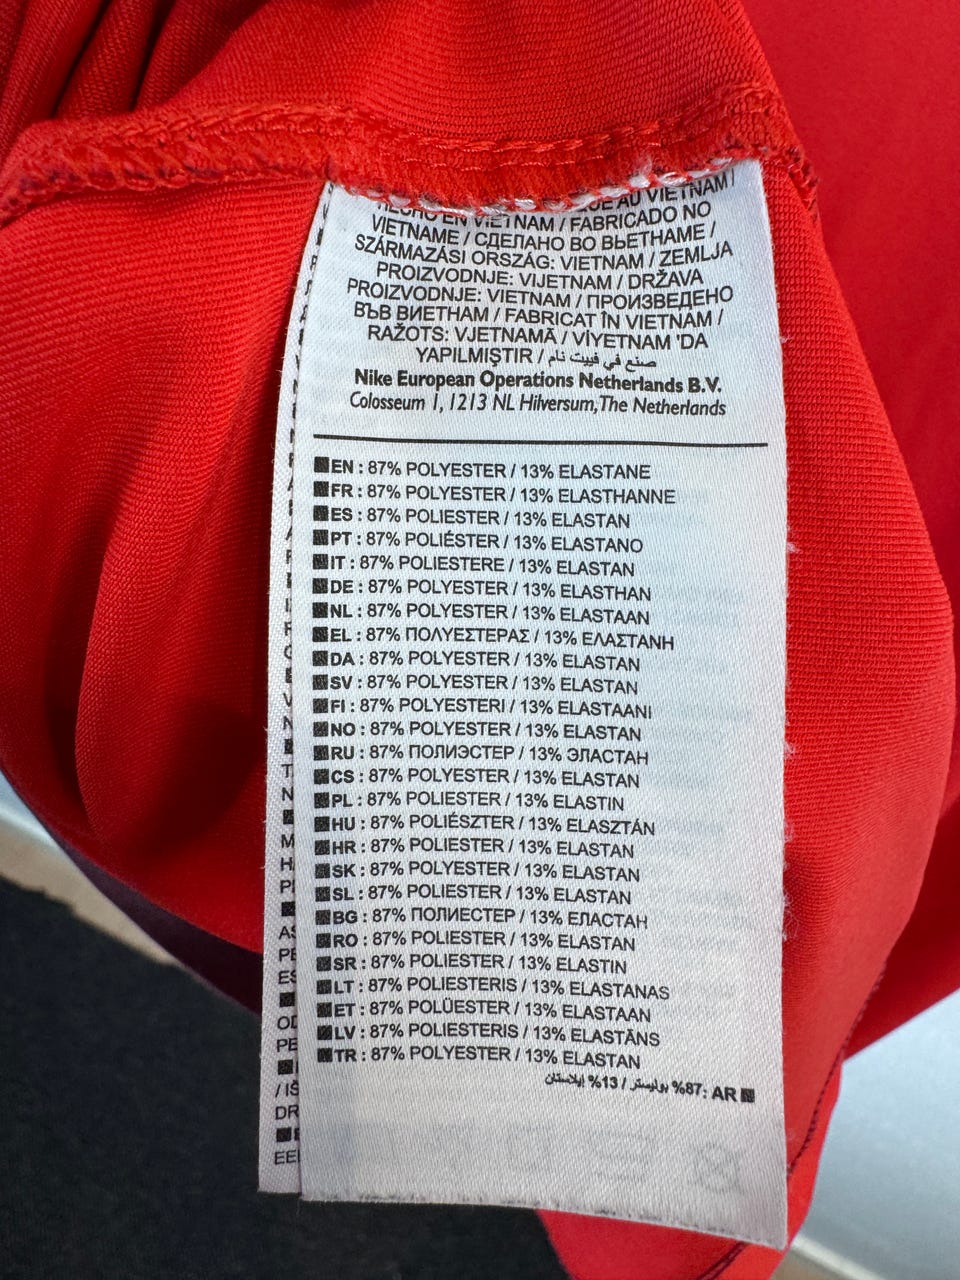 HECHO EN VIETNAM / FABRICADO NO
VIETNAME / СДЕЛАНО ВО ВЬЕТНАМЕ /
SZÁRMAZÁSI ORSZÁG: VIETNAM / ZEMLJA
PROIZVODNJE: VIJETNAM / DRŽAVA
PROIZVODNJE: VIETNAM / ПРОИЗВЕДЕНО
ВЪВ ВИЕТНАМ / FABRICAT ÎN VIETNAM /
RAŽOTS: VJETNAMĀ / VİYETNAM 'DA
YAPILMIŞTIR / صنع في فييت نام
Nike European Operations Netherlands B.V.
Colosseum 1, 1213 NL Hilversum, The Netherlands
EN : 87% POLYESTER / 13% ELASTANE
FR : 87% POLYESTER / 13% ELASTHANNE
ES : 87% POLIESTER / 13% ELASTAN
PT : 87% POLIÉSTER / 13% ELASTANO
IT : 87% POLIESTERE / 13% ELASTAN
DE : 87% POLYESTER / 13% ELASTHAN
NL : 87% POLYESTER / 13% ELASTAAN
EL : 87% ΠΟΛΥΕΣΤΕΡΑΣ / 13% ΕΛΑΣΤΑΝΗ
DA : 87% POLYESTER / 13% ELASTAN
SV : 87% POLYESTER / 13% ELASTAN
FI : 87% POLYESTERI / 13% ELASTAANI
NO : 87% POLYESTER / 13% ELASTAN
RU : 87% ПОЛИЭСТЕР / 13% ЭЛАСТАН
CS : 87% POLYESTER / 13% ELASTAN
PL : 87% POLIESTER / 13% ELASTIN
HU : 87% POLIÉSZTER / 13% ELASZTÁN
HR : 87% POLIESTER / 13% ELASTAN
SK : 87% POLYESTER / 13% ELASTAN
SL : 87% POLIESTER / 13% ELASTAN
BG : 87% ПОЛИЕСТЕР / 13% ЕЛАСТАН
RO : 87% POLIESTER / 13% ELASTAN
SR : 87% POLIESTER / 13% ELASTIN
LT : 87% POLIESTERIS / 13% ELASTANAS
ET : 87% POLÜESTER / 13% ELASTAAN
LV : 87% POLIESTERIS / 13% ELASTĀNS
TR : 87% POLYESTER / 13% ELASTAN
AR :87% بوليستر / 13% إيلاستان